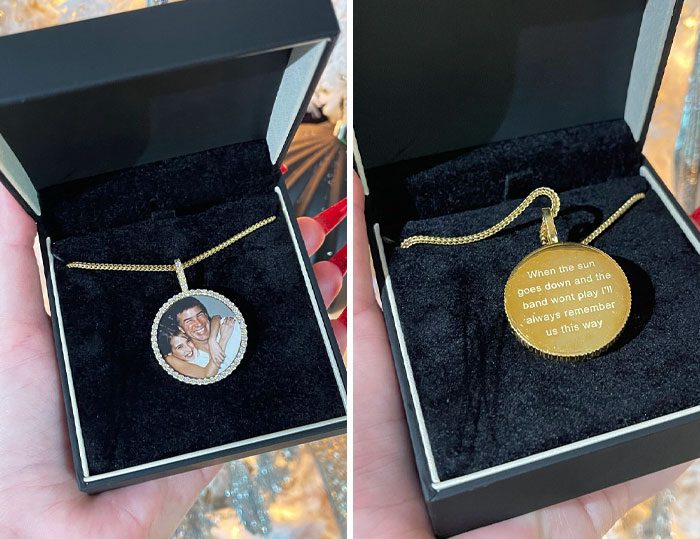 When the sun
goes down and the
band wont play I'll
always remember
us this way